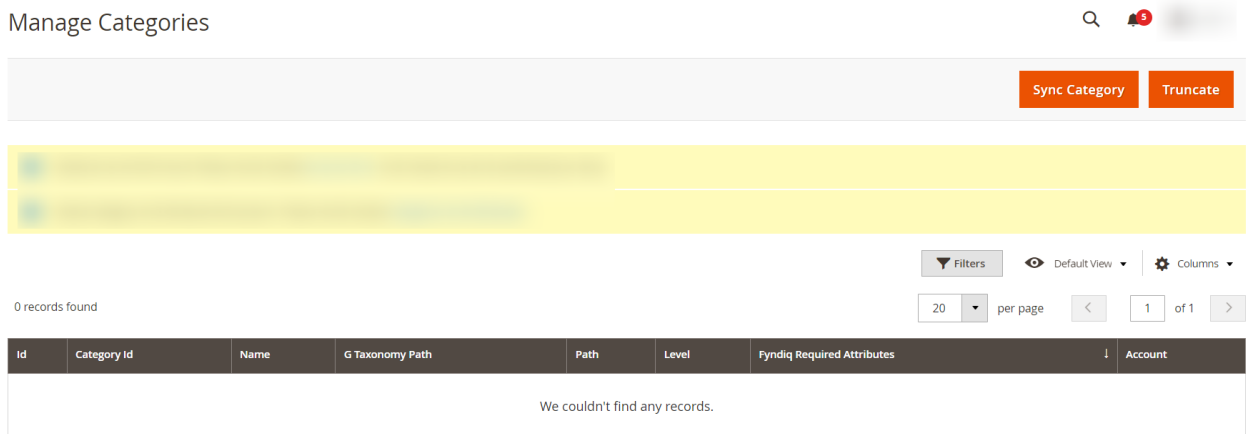 Manage Categories
5
Sync Category Truncate
Filters Default View Columns
0 records found 20 per page 1 of 1
Id Category Id Name G Taxonomy Path Path Level Fyndiq Required Attributes ↓ Account
We couldn't find any records.